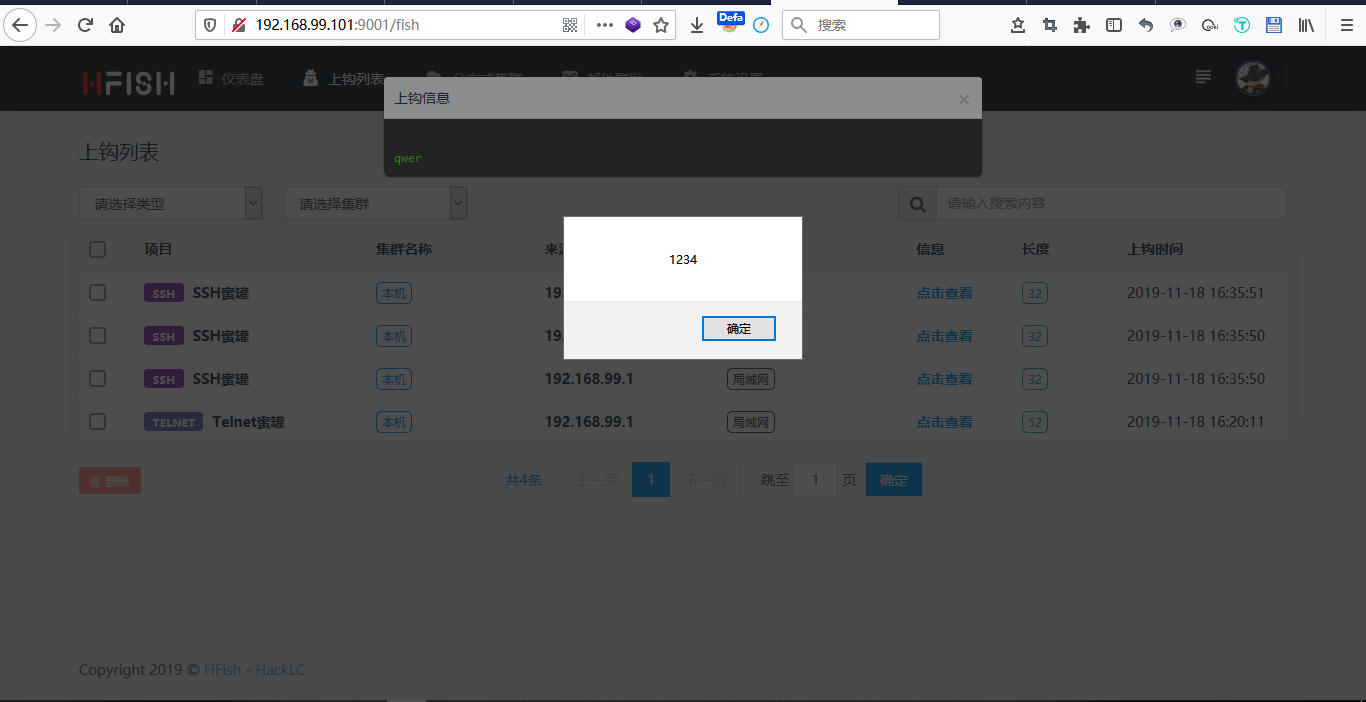 192.168.99.101:9001/fish
Defa
搜索
HFISH
仪表盘
上钩列表
上钩信息
×
qwer
上钩列表
请选择类型
请选择集群
请输入搜索内容
1234
确定
项目 集群名称 信息 长度 上钩时间
SSH SSH蜜罐 本机 点击查看 32 2019-11-18 16:35:51
SSH SSH蜜罐 本机 点击查看 32 2019-11-18 16:35:50
SSH SSH蜜罐 本机 192.168.99.1 局域网 点击查看 32 2019-11-18 16:35:50
TELNET Telnet蜜罐 本机 192.168.99.1 局域网 点击查看 52 2019-11-18 16:20:11
删除
共4条 上一页 1 下一页 跳至 1 页 确定
Copyright 2019 © HFish - HackLC